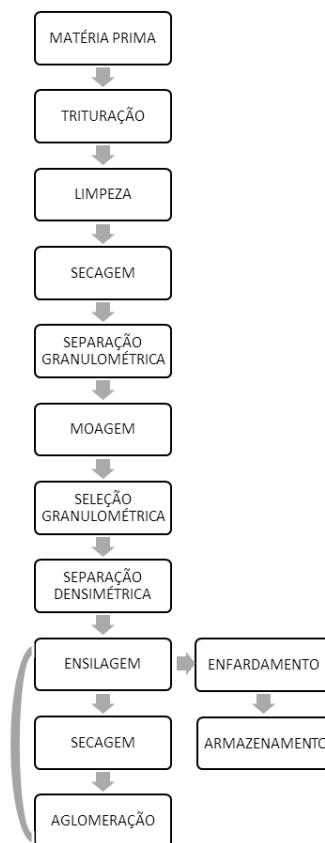 MATÉRIA PRIMA
TRITURAÇÃO
LIMPEZA
SECAGEM
SEPARAÇÃO
GRANULOMÉTRICA
MOAGEM
SELEÇÃO
GRANULOMÉTRICA
SEPARAÇÃO
DENSIMÉTRICA
ENSILAGEM
ENFARDAMENTO
SECAGEM
ARMAZENAMENTO
AGLOMERAÇÃO